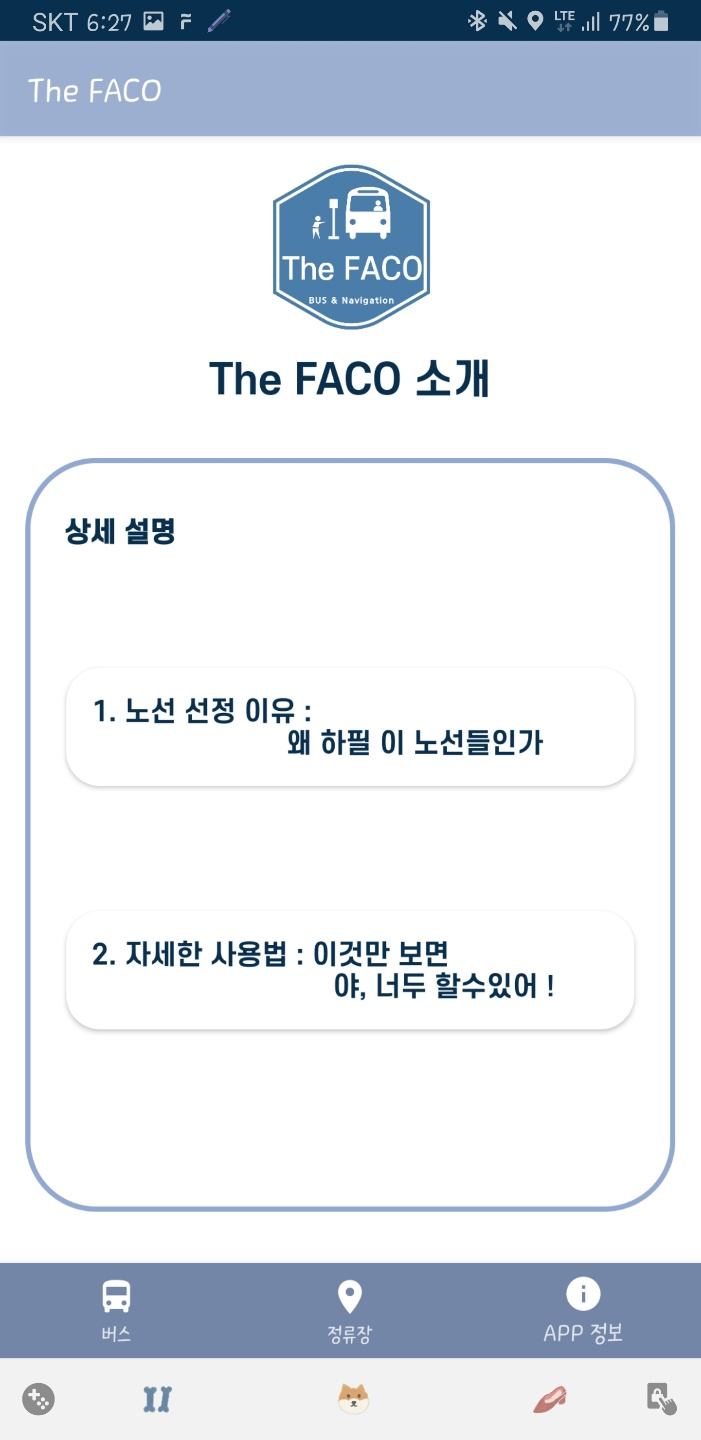 SKT 6:27
LTE
77%
The FACO
The FACO
BUS & Navigation
The FACO 소개
상세 설명
1. 노선 선정 이유 :
왜 하필 이 노선들인가
2. 자세한 사용법 : 이것만 보면
야, 너두 할수있어 !
버스
정류장
APP 정보